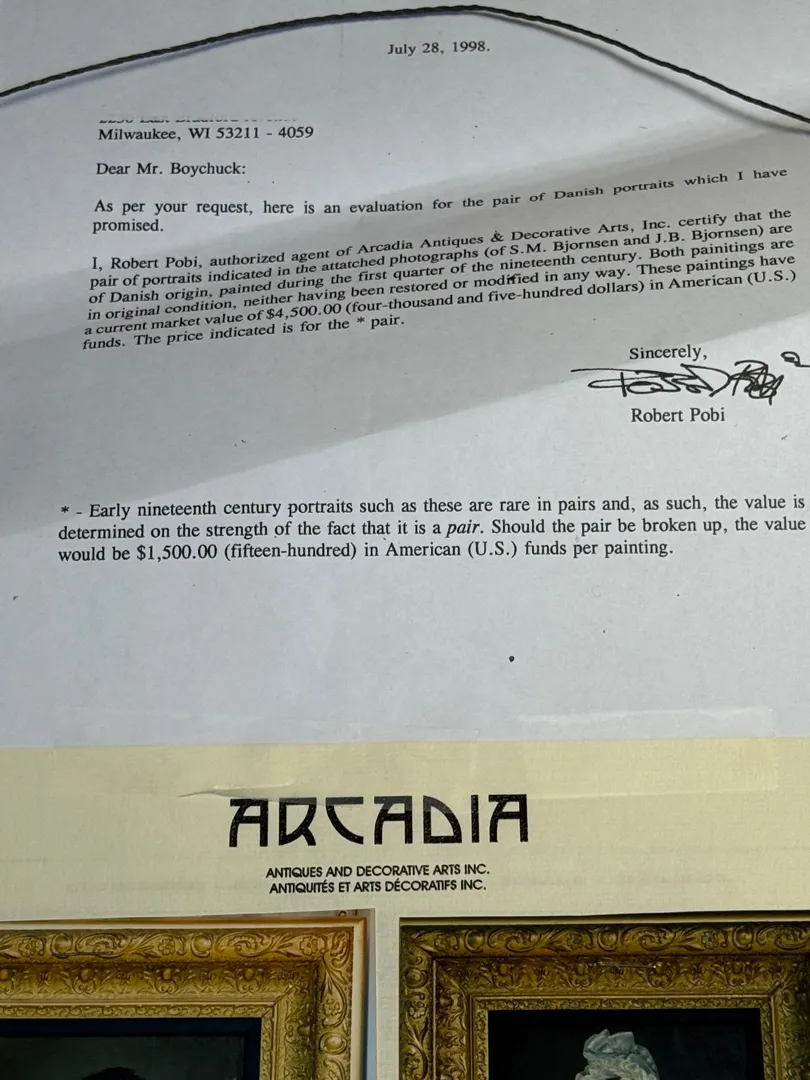 July 28, 1998.
Milwaukee, WI 53211 - 4059
Dear Mr. Boychuck:
As per your request, here is an evaluation for the pair of Danish portraits which I have
promised.
I, Robert Pobi, authorized agent of Arcadia Antiques & Decorative Arts, Inc. certify that the
pair of portraits indicated in the attatched photographs (of S.M. Bjornsen and J.B. Bjornsen) are
of Danish origin, painted during the first quarter of the nineteenth century. Both painitings are
in original condition, neither having been restored or modified in any way. These paintings have
a current market value of $4,500.00 (four-thousand and five-hundred dollars) in American (U.S.)
funds. The price indicated is for the * pair.
Sincerely,
Robert Pobi
* - Early nineteenth century portraits such as these are rare in pairs and, as such, the value is
determined on the strength of the fact that it is a pair. Should the pair be broken up, the value
would be $1,500.00 (fifteen-hundred) in American (U.S.) funds per painting.
ARCADIA
ANTIQUES AND DECORATIVE ARTS INC.
ANTIQUITÉS ET ARTS DÉCORATIFS INC.